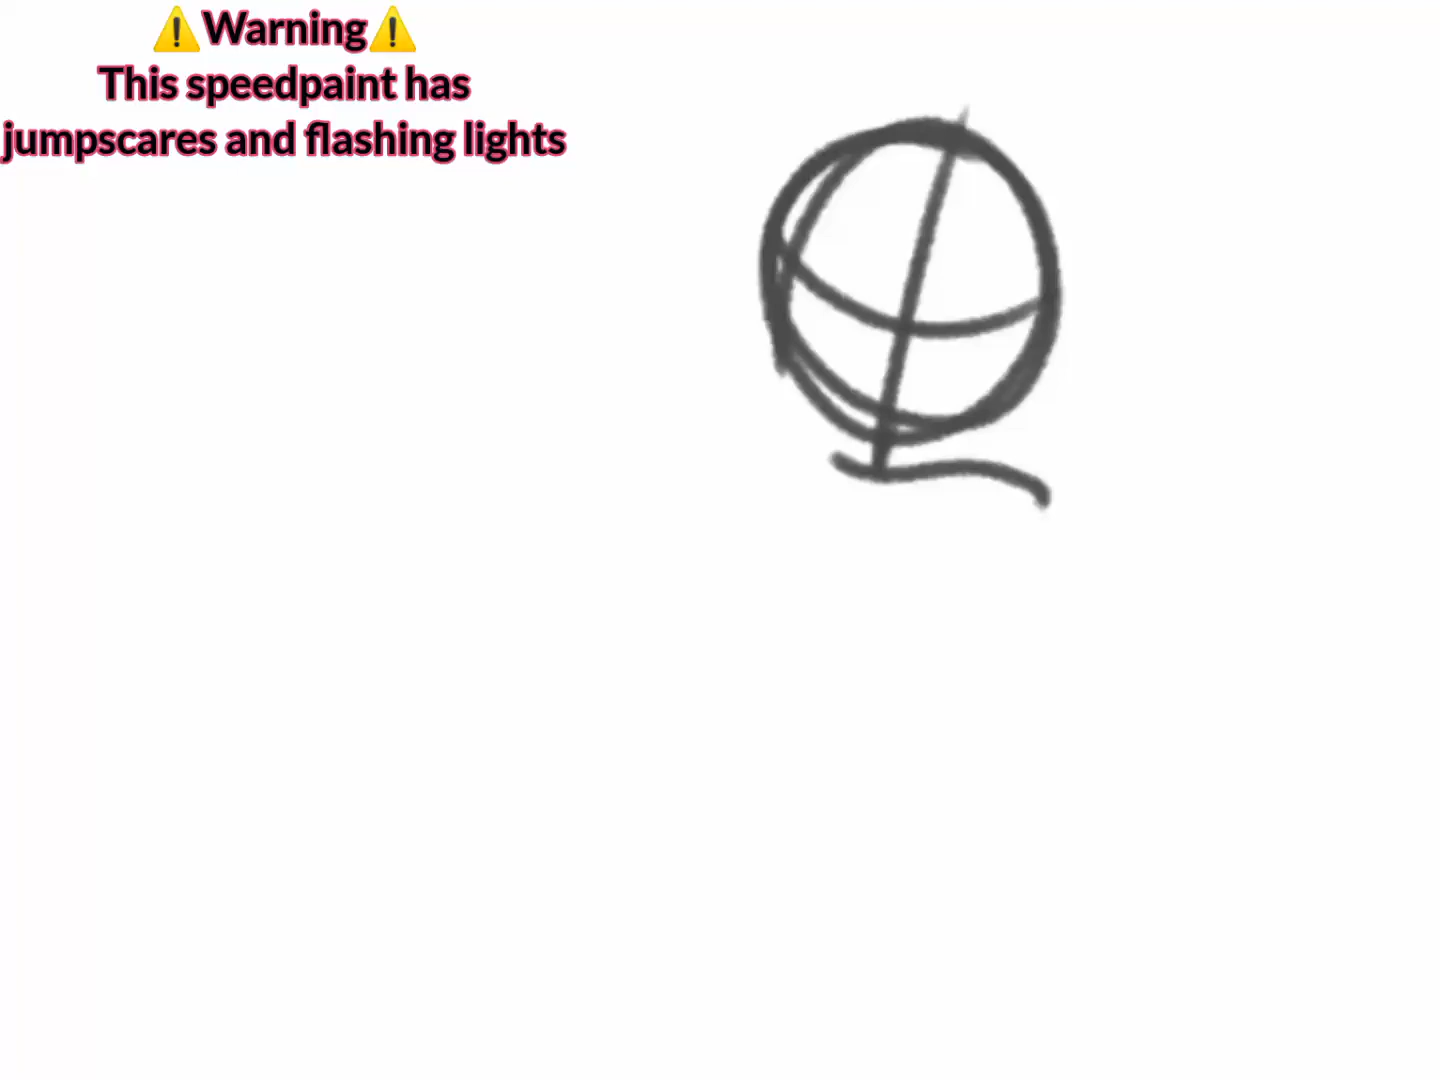 ⚠️Warning⚠️
This speedpaint has
jumpscares and flashing lights